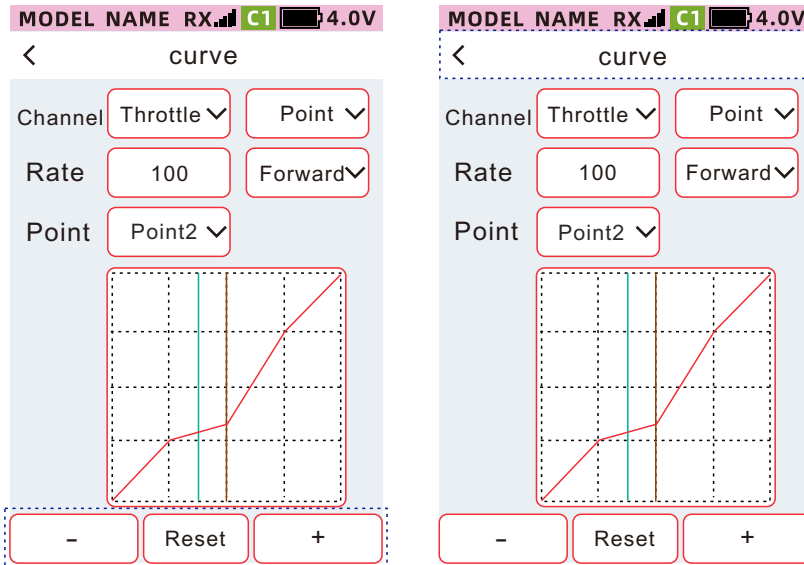 MODEL NAME RX C1 4.0V
< curve
Channel Throttle Point
Rate 100 Forward
Point Point2
- Reset +
MODEL NAME RX C1 4.0V
< curve
Channel Throttle Point
Rate 100 Forward
Point Point2
- Reset +